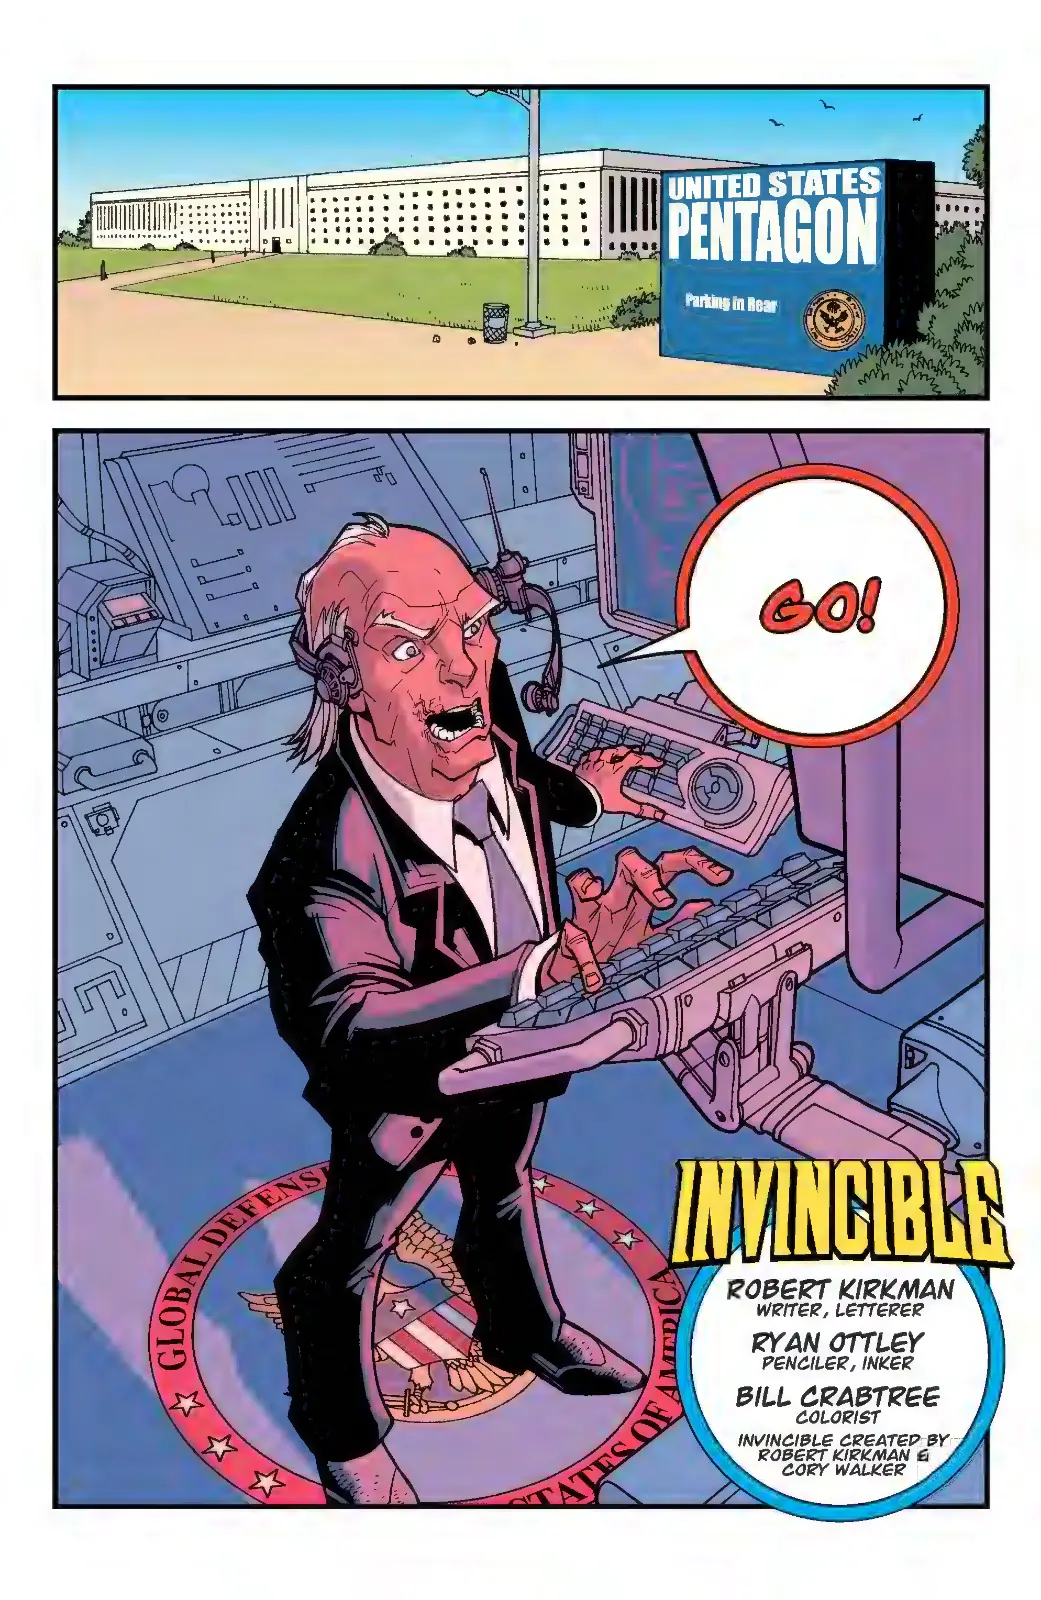 UNITED STATES
PENTAGON
Parking in Rear
GO!
GLOBAL DEFENS
STATES OF AMERICA
INVINCIBLE
ROBERT KIRKMAN
WRITER, LETTERER
RYAN OTTLEY
PENCILER, INKER
BILL CRABTREE
COLORIST
INVINCIBLE CREATED BY
ROBERT KIRKMAN &
CORY WALKER